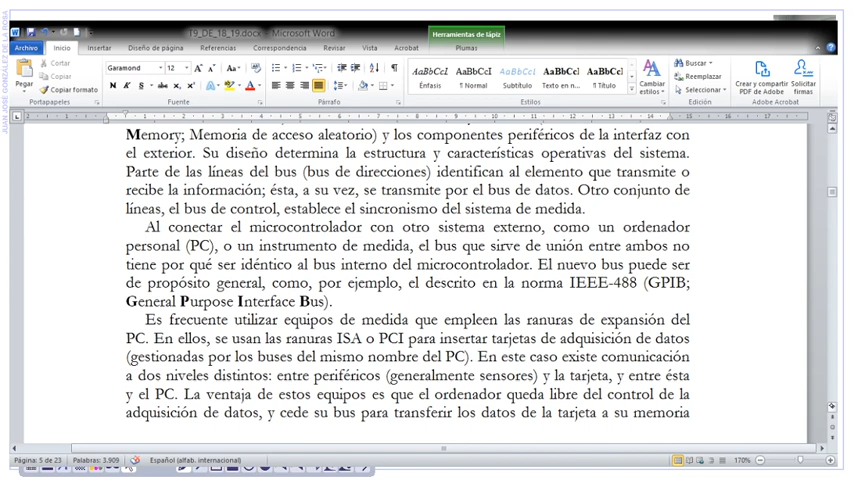 T9_DE_18_19.docx - Microsoft Word
Herramientas de lápiz
Archivo Inicio Insertar Diseño de página Referencias Correspondencia Revisar Vista Acrobat Plumas
Pegar
Cortar
Copiar
Copiar formato
Portapapeles
Garamond 12
Fuente
Párrafo
AaBbCcI AaBbCcI AaBbCcI AaBbCcI AaBbCcI
Énfasis ¶ Normal Subtítulo Texto en n... ¶ Título
Cambiar estilos
Estilos
Buscar
Reemplazar
Seleccionar
Edición
Crear y compartir PDF de Adobe
Solicitar firmas
Adobe Acrobat
JUAN JOSE GONZALEZ DE LA ROSA
Memory; Memoria de acceso aleatorio) y los componentes periféricos de la interfaz con
el exterior. Su diseño determina la estructura y características operativas del sistema.
Parte de las líneas del bus (bus de direcciones) identifican al elemento que transmite o
recibe la información; ésta, a su vez, se transmite por el bus de datos. Otro conjunto de
líneas, el bus de control, establece el sincronismo del sistema de medida.
Al conectar el microcontrolador con otro sistema externo, como un ordenador
personal (PC), o un instrumento de medida, el bus que sirve de unión entre ambos no
tiene por qué ser idéntico al bus interno del microcontrolador. El nuevo bus puede ser
de propósito general, como, por ejemplo, el descrito en la norma IEEE-488 (GPIB;
General Purpose Interface Bus).
Es frecuente utilizar equipos de medida que empleen las ranuras de expansión del
PC. En ellos, se usan las ranuras ISA o PCI para insertar tarjetas de adquisición de datos
(gestionadas por los buses del mismo nombre del PC). En este caso existe comunicación
a dos niveles distintos: entre periféricos (generalmente sensores) y la tarjeta, y entre ésta
y el PC. La ventaja de estos equipos es que el ordenador queda libre del control de la
adquisición de datos, y cede su bus para transferir los datos de la tarjeta a su memoria
Página: 5 de 23 Palabras: 3.909 Español (alfab. internacional) 170%